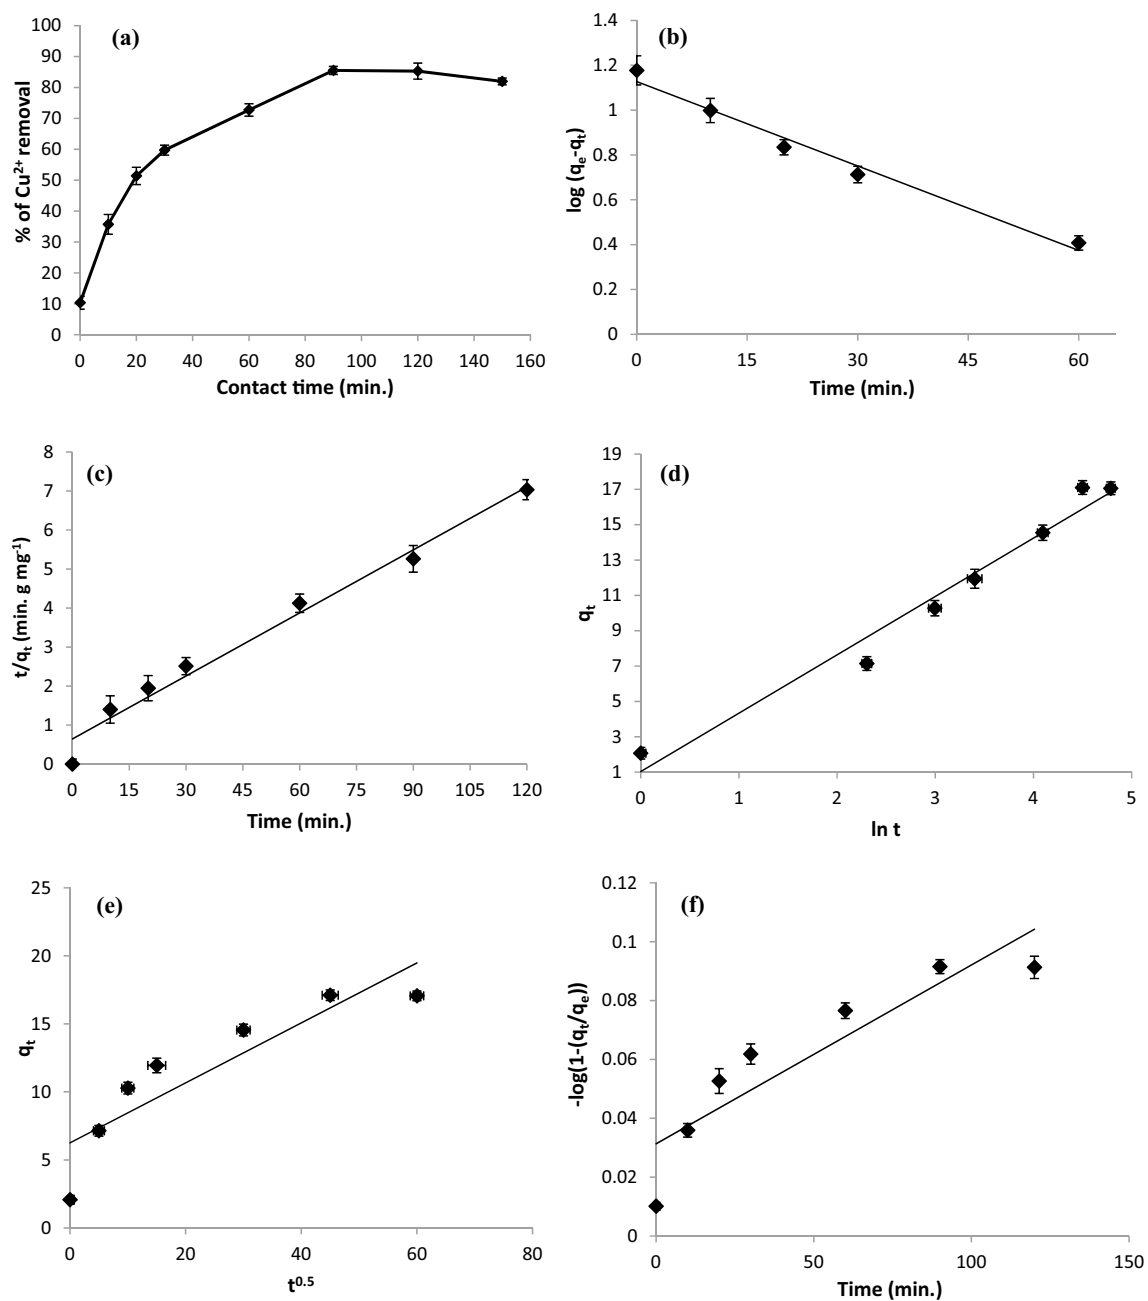 (a)
% of Cu²⁺ removal
100
90
80
70
60
50
40
30
20
10
0
0 20 40 60 80 100 120 140 160
Contact time (min.)
(b)
log (qₑ-qₜ)
1.4
1.2
1
0.8
0.6
0.4
0.2
0
0 15 30 45 60
Time (min.)
(c)
t/qₜ (min. g mg⁻¹)
8
7
6
5
4
3
2
1
0
0 15 30 45 60 75 90 105 120
Time (min.)
(d)
qₜ
19
17
15
13
11
9
7
5
3
1
0 1 2 3 4 5
ln t
(e)
qₜ
25
20
15
10
5
0
0 20 40 60 80
t⁰·⁵
(f)
-log(1-(qₜ/qₑ))
0.12
0.1
0.08
0.06
0.04
0.02
0
0 50 100 150
Time (min.)